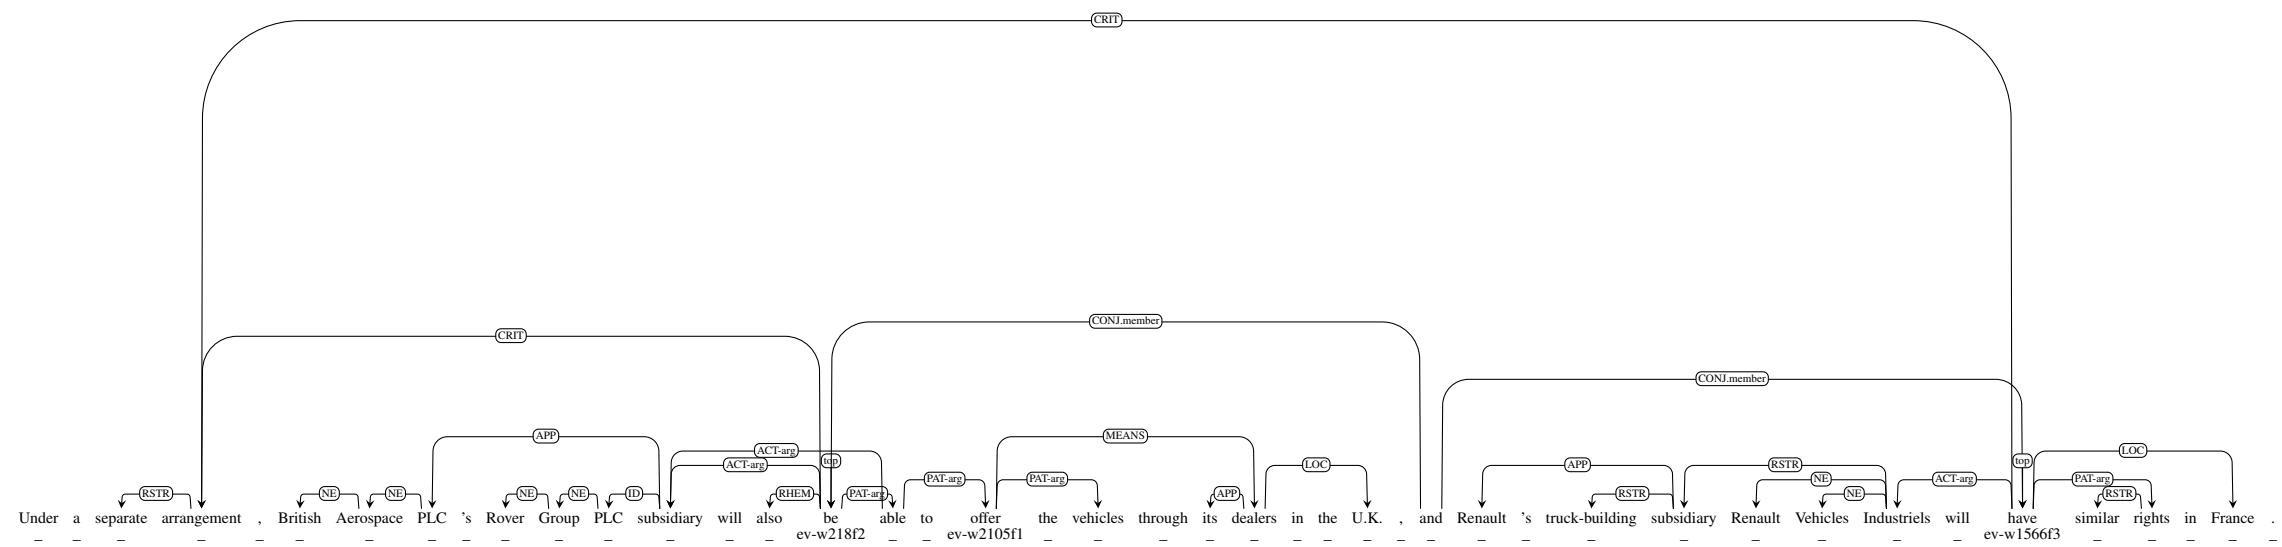 CRIT
CONJ.member
CRIT
CONJ.member
APP MEANS
ACT-arg top LOC
ACT-arg LOC APP RSTR top
PAT-arg PAT-arg NE ACT-arg PAT-arg
RSTR NE NE NE NE ID RHEM PAT-arg APP RSTR NE RSTR
Under a separate arrangement , British Aerospace PLC 's Rover Group PLC subsidiary will also be able to offer the vehicles through its dealers in the U.K. , and Renault 's truck-building subsidiary Renault Vehicles Industriels will have similar rights in France .
_ _ _ _ _ _ _ _ _ _ _ _ _ _ _ ev-w218f2 _ _ ev-w2105f1 _ _ _ _ _ _ _ _ _ _ _ _ _ _ _ _ _ _ ev-w1566f3 _ _ _ _ _